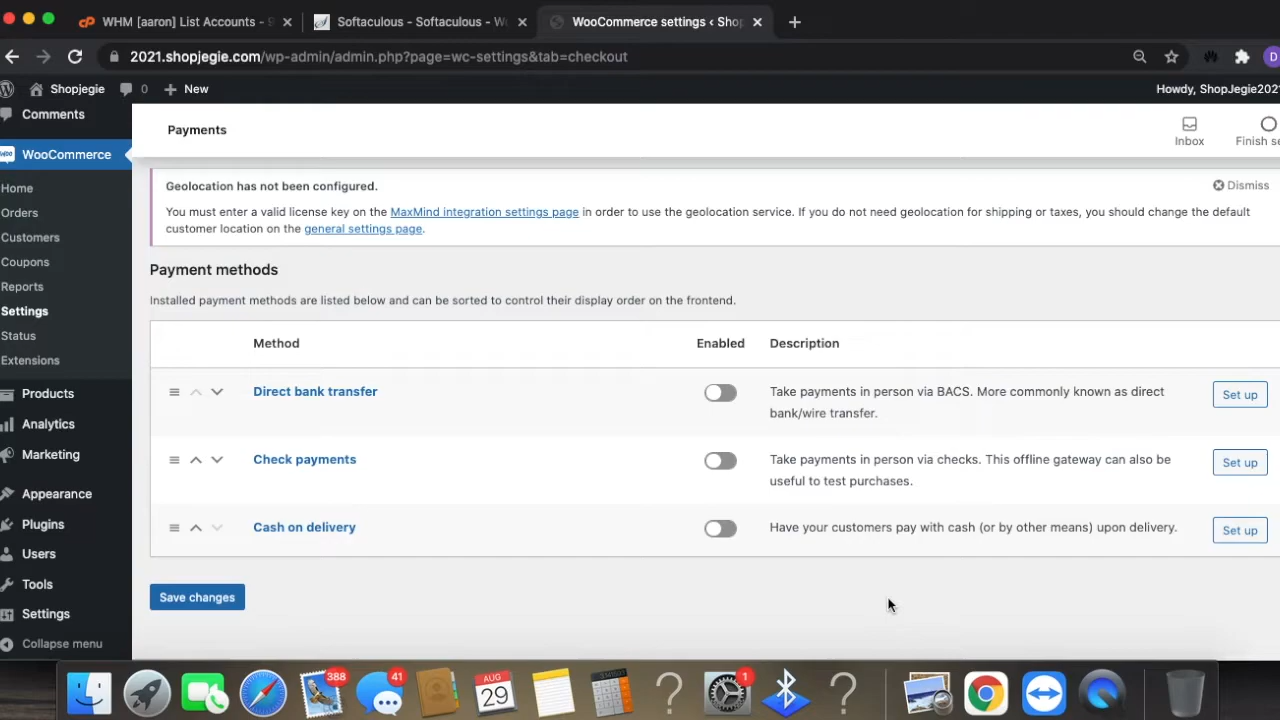 WHM [aaron] List Accounts - S
Softaculous - Softaculous - Wo
WooCommerce settings ‹ Shop
2021.shopjegie.com/wp-admin/admin.php?page=wc-settings&tab=checkout
D
Shopjegie
0
New
Howdy, ShopJegie2021
Comments
WooCommerce
Home
Orders
Customers
Coupons
Reports
Settings
Status
Extensions
Products
Analytics
Marketing
Appearance
Plugins
Users
Tools
Settings
Collapse menu
Payments
Inbox
Finish se
Geolocation has not been configured.
Dismiss
You must enter a valid license key on the MaxMind integration settings page in order to use the geolocation service. If you do not need geolocation for shipping or taxes, you should change the default
customer location on the general settings page.
Payment methods
Installed payment methods are listed below and can be sorted to control their display order on the frontend.
Method Enabled Description
Direct bank transfer
Take payments in person via BACS. More commonly known as direct
bank/wire transfer.
Set up
Check payments
Take payments in person via checks. This offline gateway can also be
useful to test purchases.
Set up
Cash on delivery
Have your customers pay with cash (or by other means) upon delivery.
Set up
Save changes
388
41
AUG
29
1